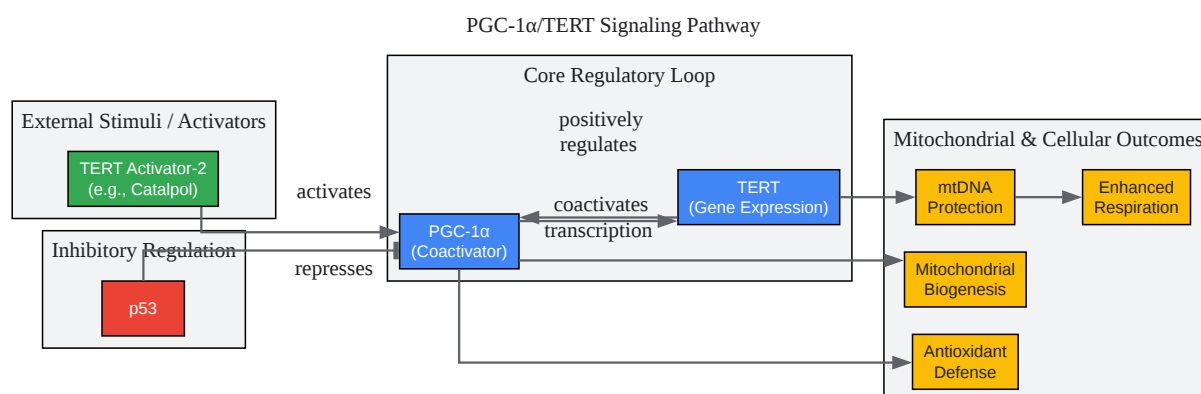 PGC-1α/TERT Signaling Pathway
External Stimuli / Activators
TERT Activator-2
(e.g., Catalpol)
Inhibitory Regulation
p53
activates
represses
Core Regulatory Loop
positively
regulates
PGC-1α
(Coactivator)
coactivates
transcription
TERT
(Gene Expression)
Mitochondrial & Cellular Outcomes
mtDNA
Protection
Enhanced
Respiration
Mitochondrial
Biogenesis
Antioxidant
Defense